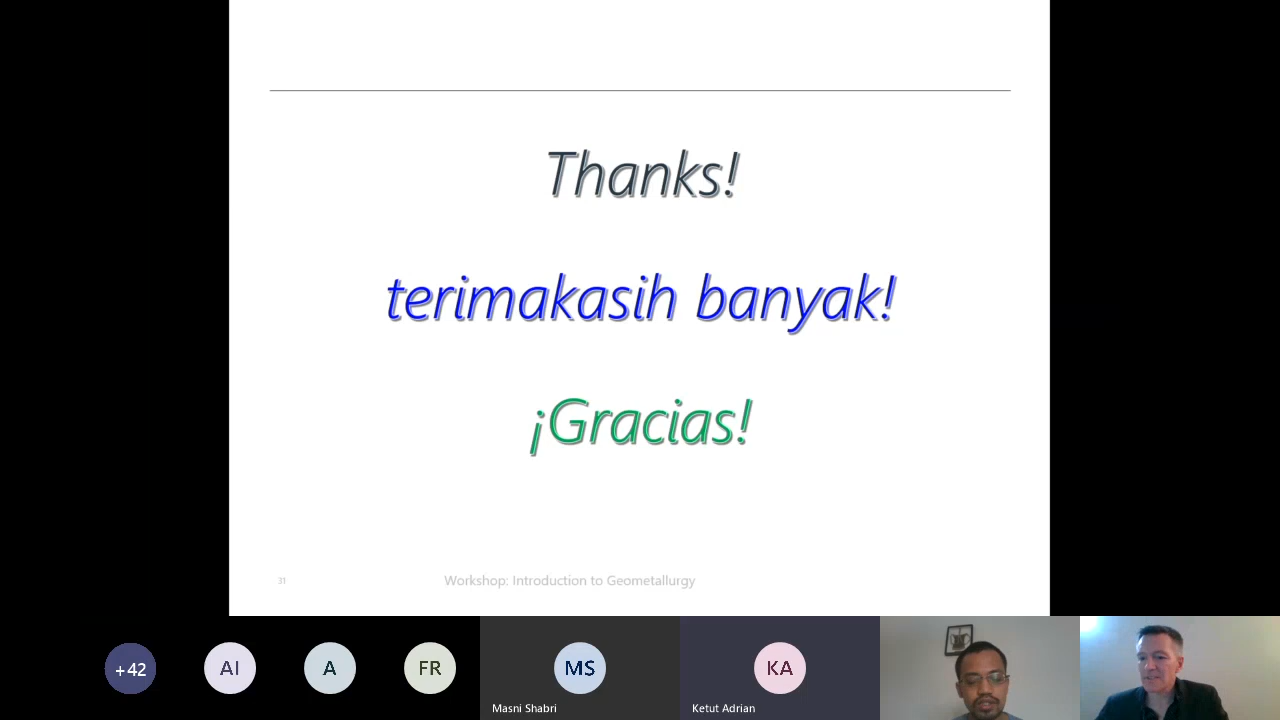 Thanks!
terimakasih banyak!
¡Gracias!
31
Workshop: Introduction to Geometallurgy
+42
AI
A
FR
MS
KA
Masni Shabri
Ketut Adrian